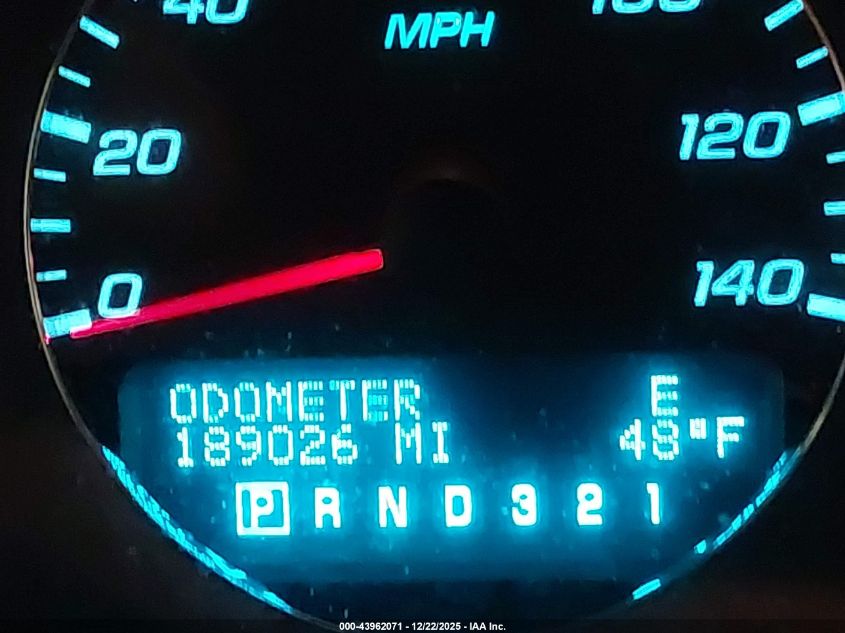 40 MPH 100
20 120
0 140
ODOMETER E
189026 MI 48°F
P R N D 3 2 1
000-43962071 - 12/22/2025 - IAA Inc.